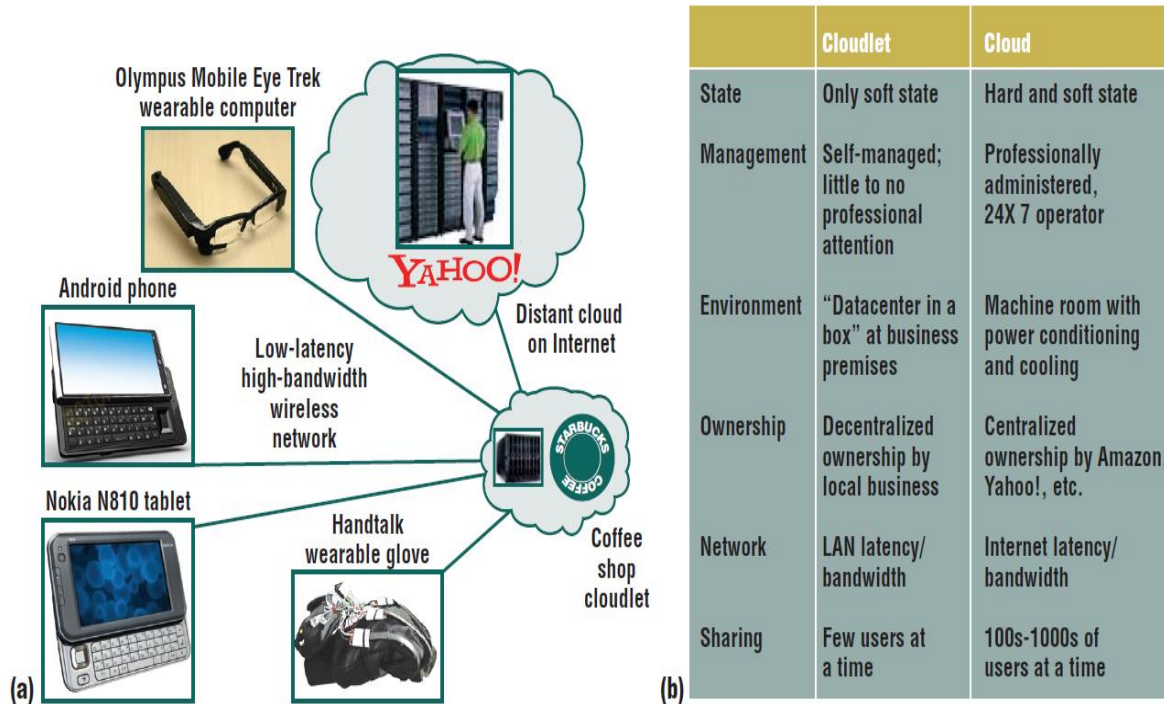 Olympus Mobile Eye Trek
wearable computer
YAHOO!
Distant cloud
on Internet
Android phone
Low-latency
high-bandwidth
wireless
network
STARBUCKS
COFFEE
Nokia N810 tablet
Handtalk
wearable glove
Coffee
shop
cloudlet
(a)
Cloudlet
Cloud
State
Only soft state
Hard and soft state
Management
Self-managed;
little to no
professional
attention
Professionally
administered,
24X 7 operator
Environment
“Datacenter in a
box” at business
premises
Machine room with
power conditioning
and cooling
Ownership
Decentralized
ownership by
local business
Centralized
ownership by Amazon
Yahoo!, etc.
Network
LAN latency/
bandwidth
Internet latency/
bandwidth
Sharing
Few users at
a time
100s-1000s of
users at a time
(b)